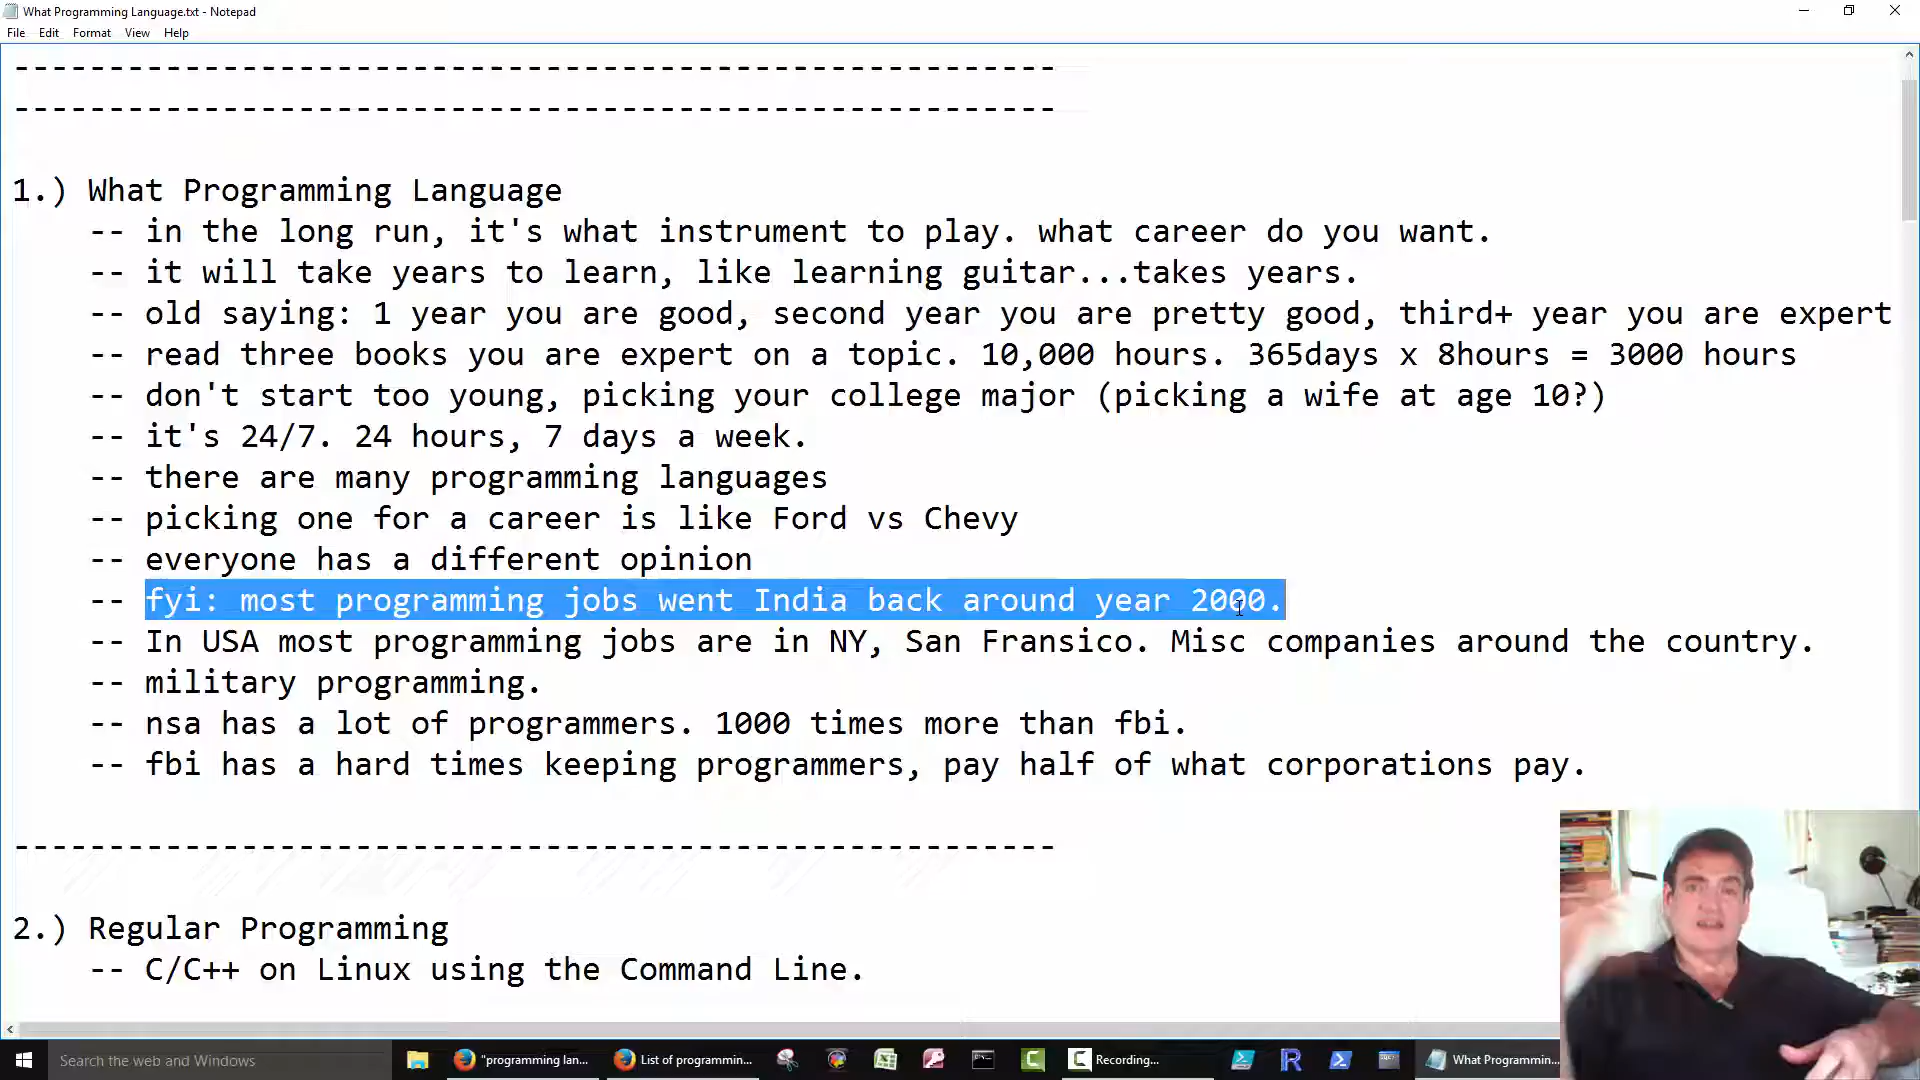 What Programming Language.txt - Notepad
File Edit Format View Help
--------------------------------------------------------
--------------------------------------------------------
1.) What Programming Language
-- in the long run, it's what instrument to play. what career do you want.
-- it will take years to learn, like learning guitar...takes years.
-- old saying: 1 year you are good, second year you are pretty good, third+ year you are expert
-- read three books you are expert on a topic. 10,000 hours. 365days x 8hours = 3000 hours
-- don't start too young, picking your college major (picking a wife at age 10?)
-- it's 24/7. 24 hours, 7 days a week.
-- there are many programming languages
-- picking one for a career is like Ford vs Chevy
-- everyone has a different opinion
-- fyi: most programming jobs went India back around year 2000.
-- In USA most programming jobs are in NY, San Fransico. Misc companies around the country.
-- military programming.
-- nsa has a lot of programmers. 1000 times more than fbi.
-- fbi has a hard times keeping programmers, pay half of what corporations pay.
--------------------------------------------------------
2.) Regular Programming
-- C/C++ on Linux using the Command Line.
Search the web and Windows "programming lan... List of programmin... Recording... What Programmin...